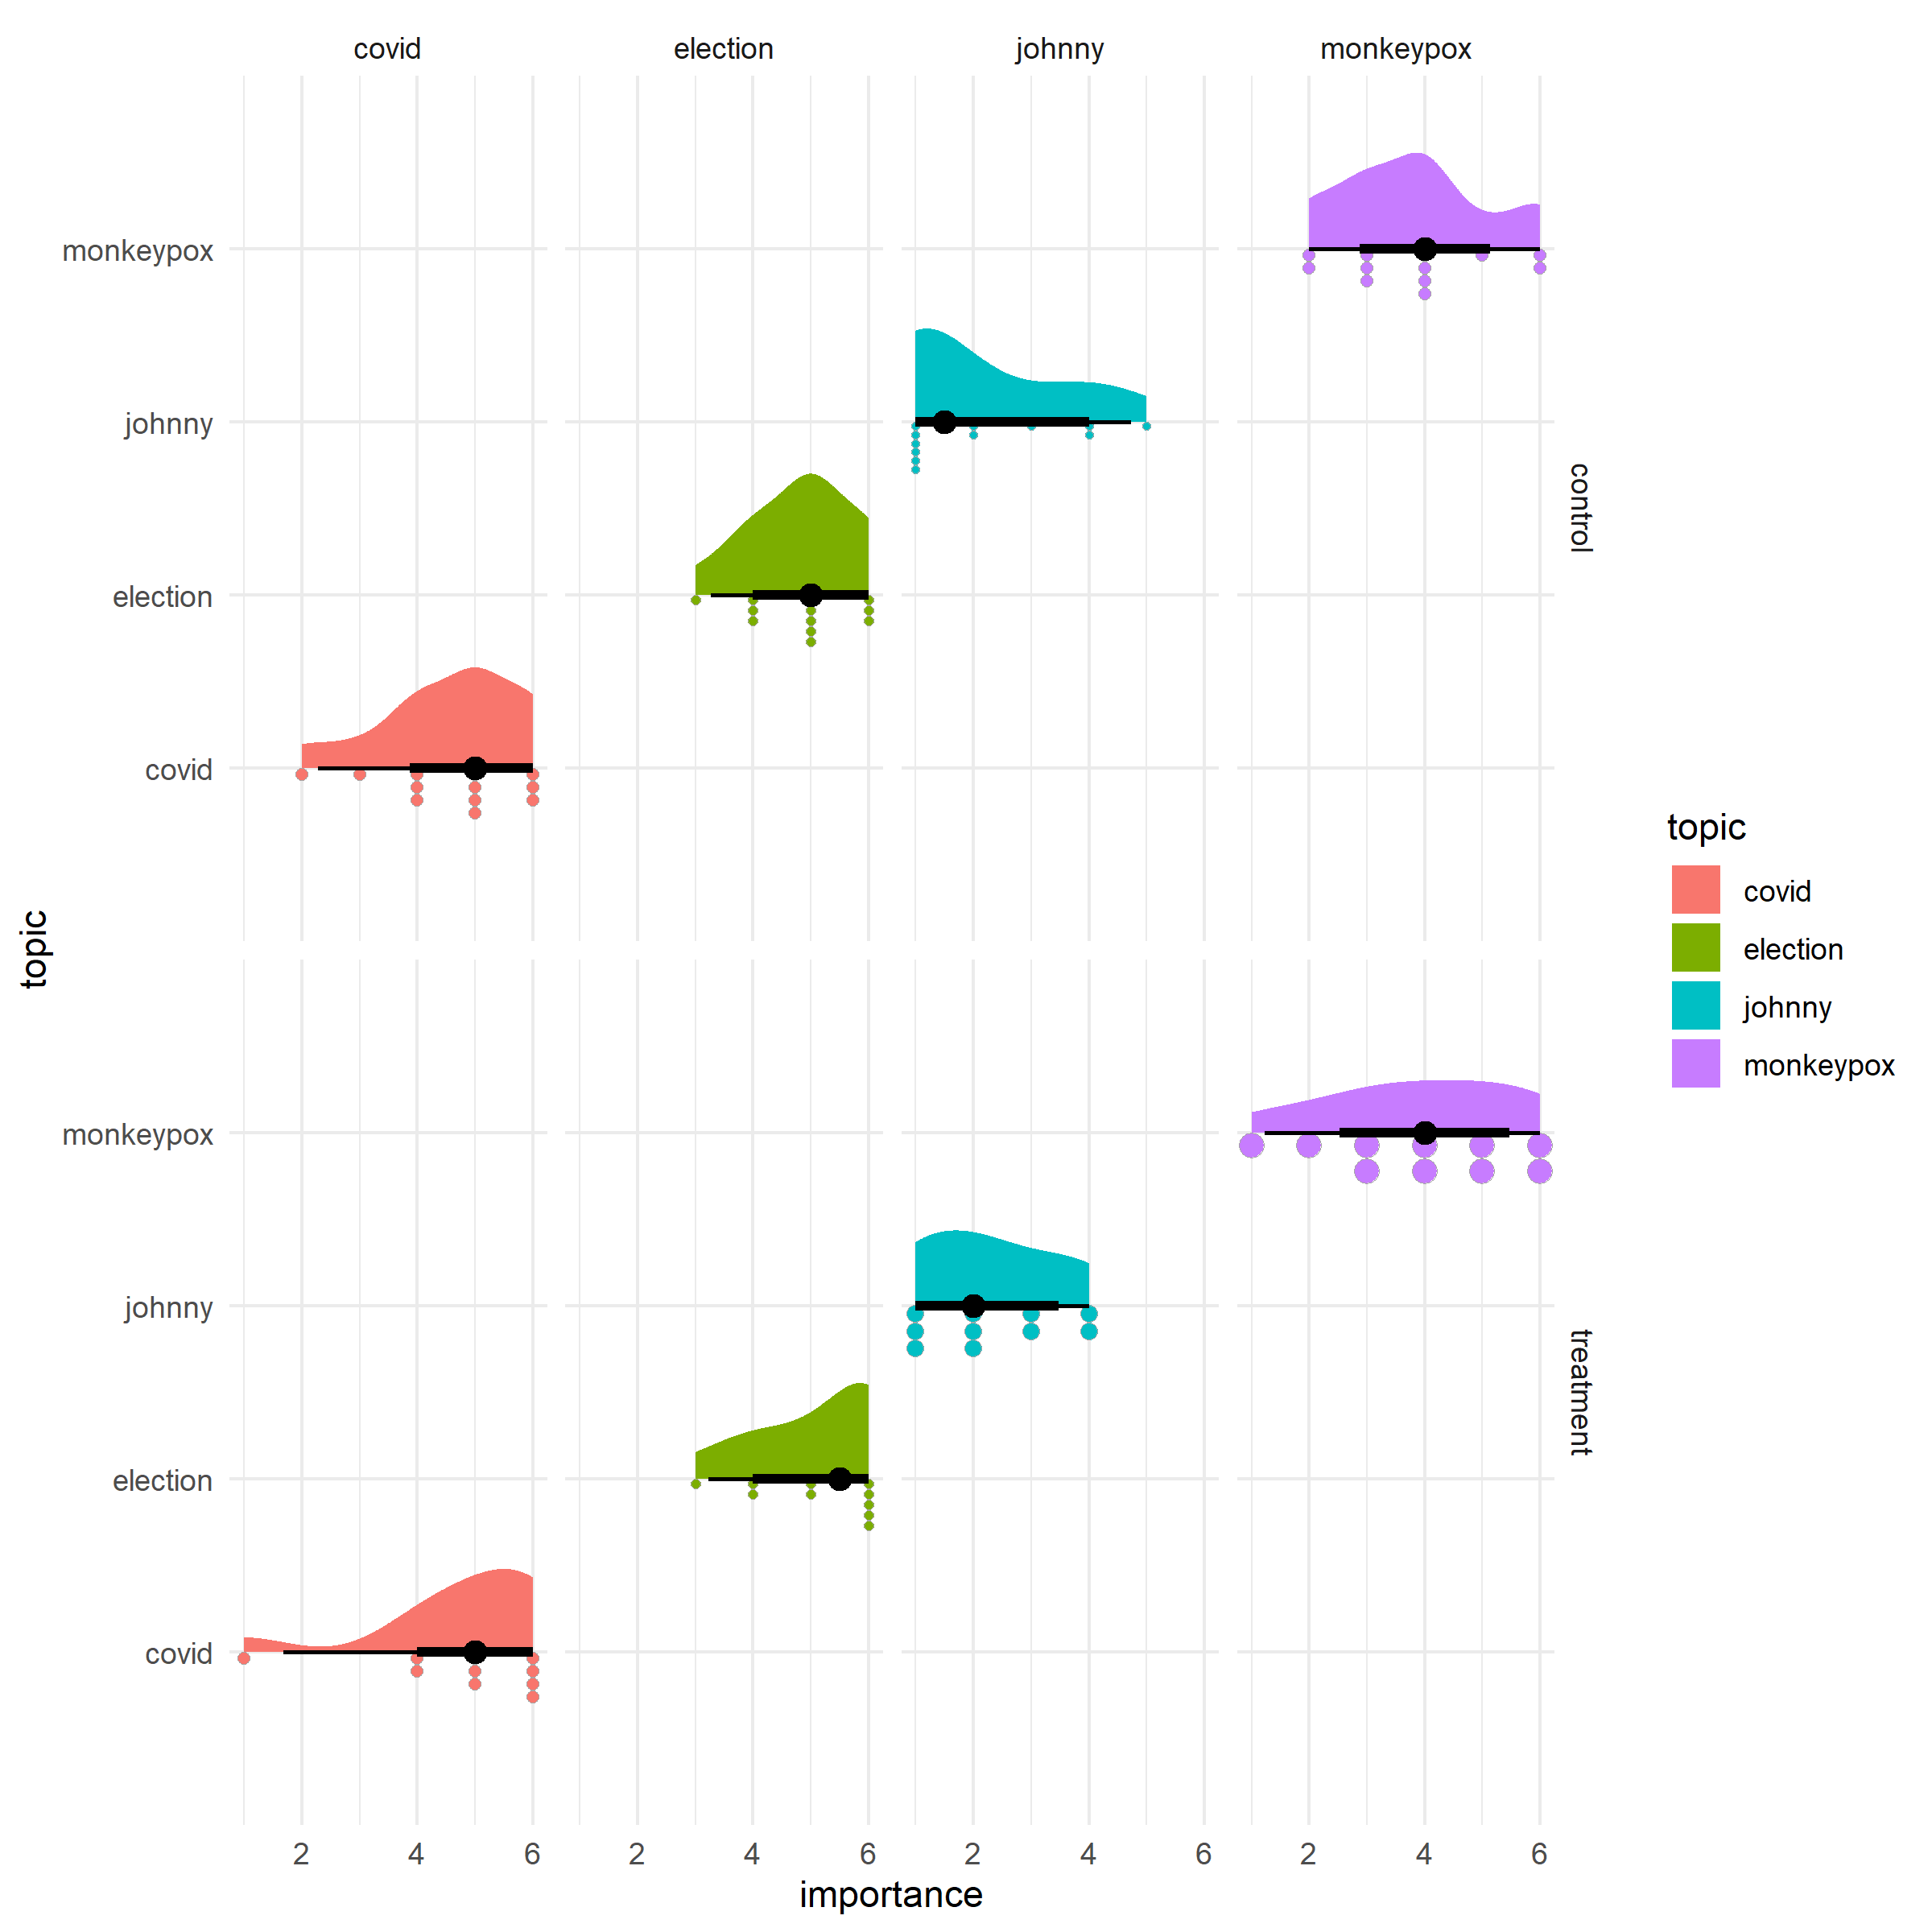 covid election johnny monkeypox
monkeypox
johnny
election
covid
control
monkeypox
johnny
election
covid
treatment
2 4 6 2 4 6 2 4 6 2 4 6
importance
topic
topic
covid
election
johnny
monkeypox